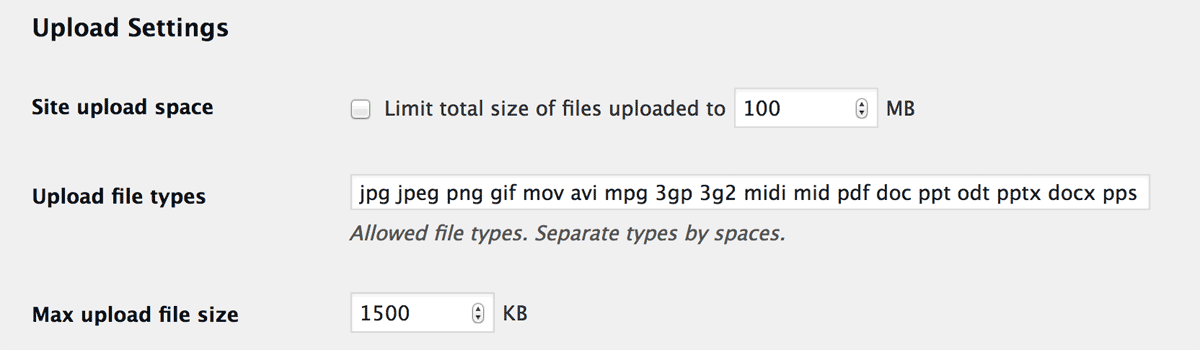 Upload Settings
Site upload space Limit total size of files uploaded to 100 MB
Upload file types jpg jpeg png gif mov avi mpg 3gp 3g2 midi mid pdf doc ppt odt pptx docx pps
Allowed file types. Separate types by spaces.
Max upload file size 1500 KB